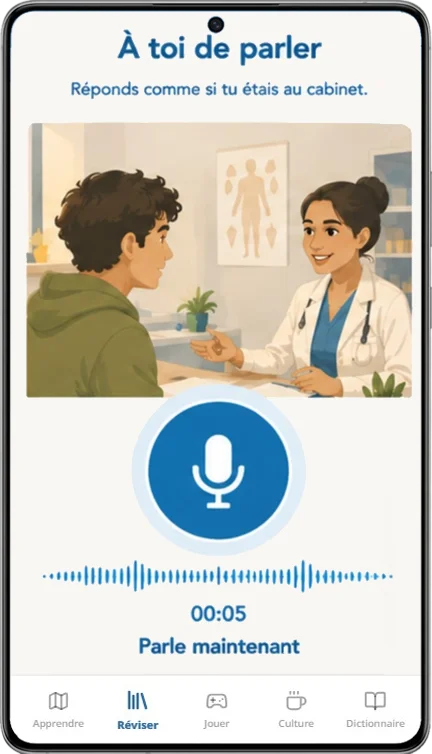 À toi de parler
Réponds comme si tu étais au cabinet.
00:05
Parle maintenant
Apprendre
Réviser
Jouer
Culture
Dictionnaire